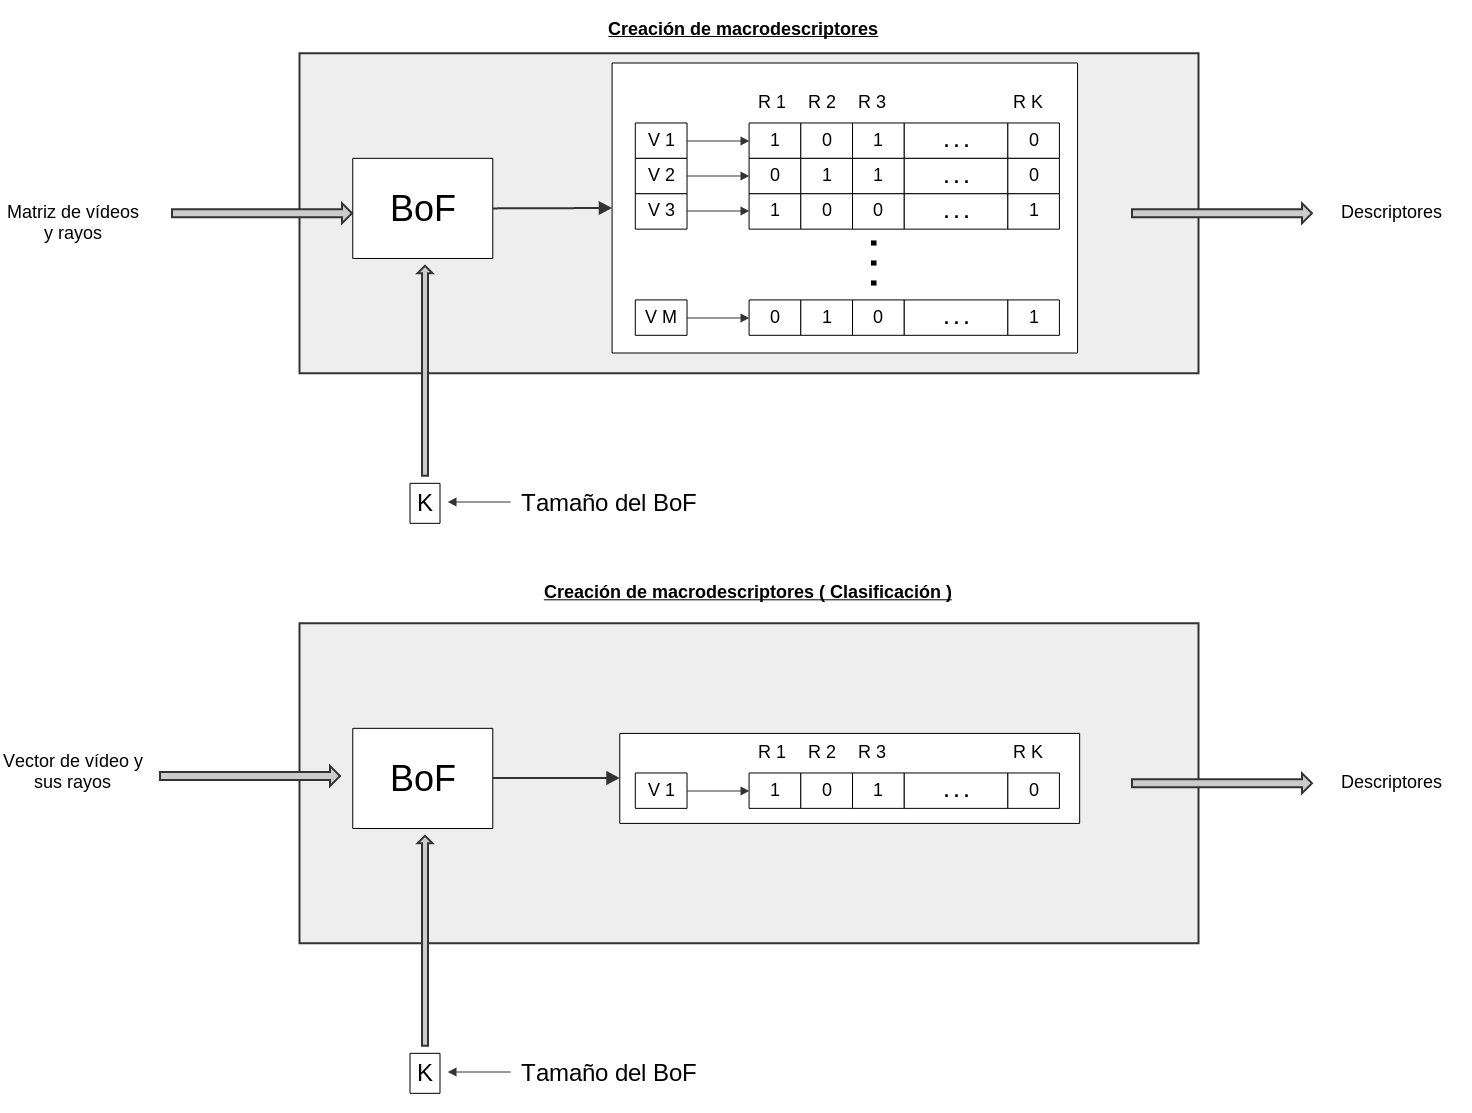 Creación de macrodescriptores
R 1 R 2 R 3 R K
V 1 1 0 1 . . . 0
V 2 0 1 1 . . . 0
V 3 1 0 0 . . . 1
V M 0 1 0 . . . 1
BoF
Matriz de vídeos
y rayos
Descriptores
K
Tamaño del BoF
Creación de macrodescriptores ( Clasificación )
R 1 R 2 R 3 R K
V 1 1 0 1 . . . 0
BoF
Vector de vídeo y
sus rayos
Descriptores
K
Tamaño del BoF